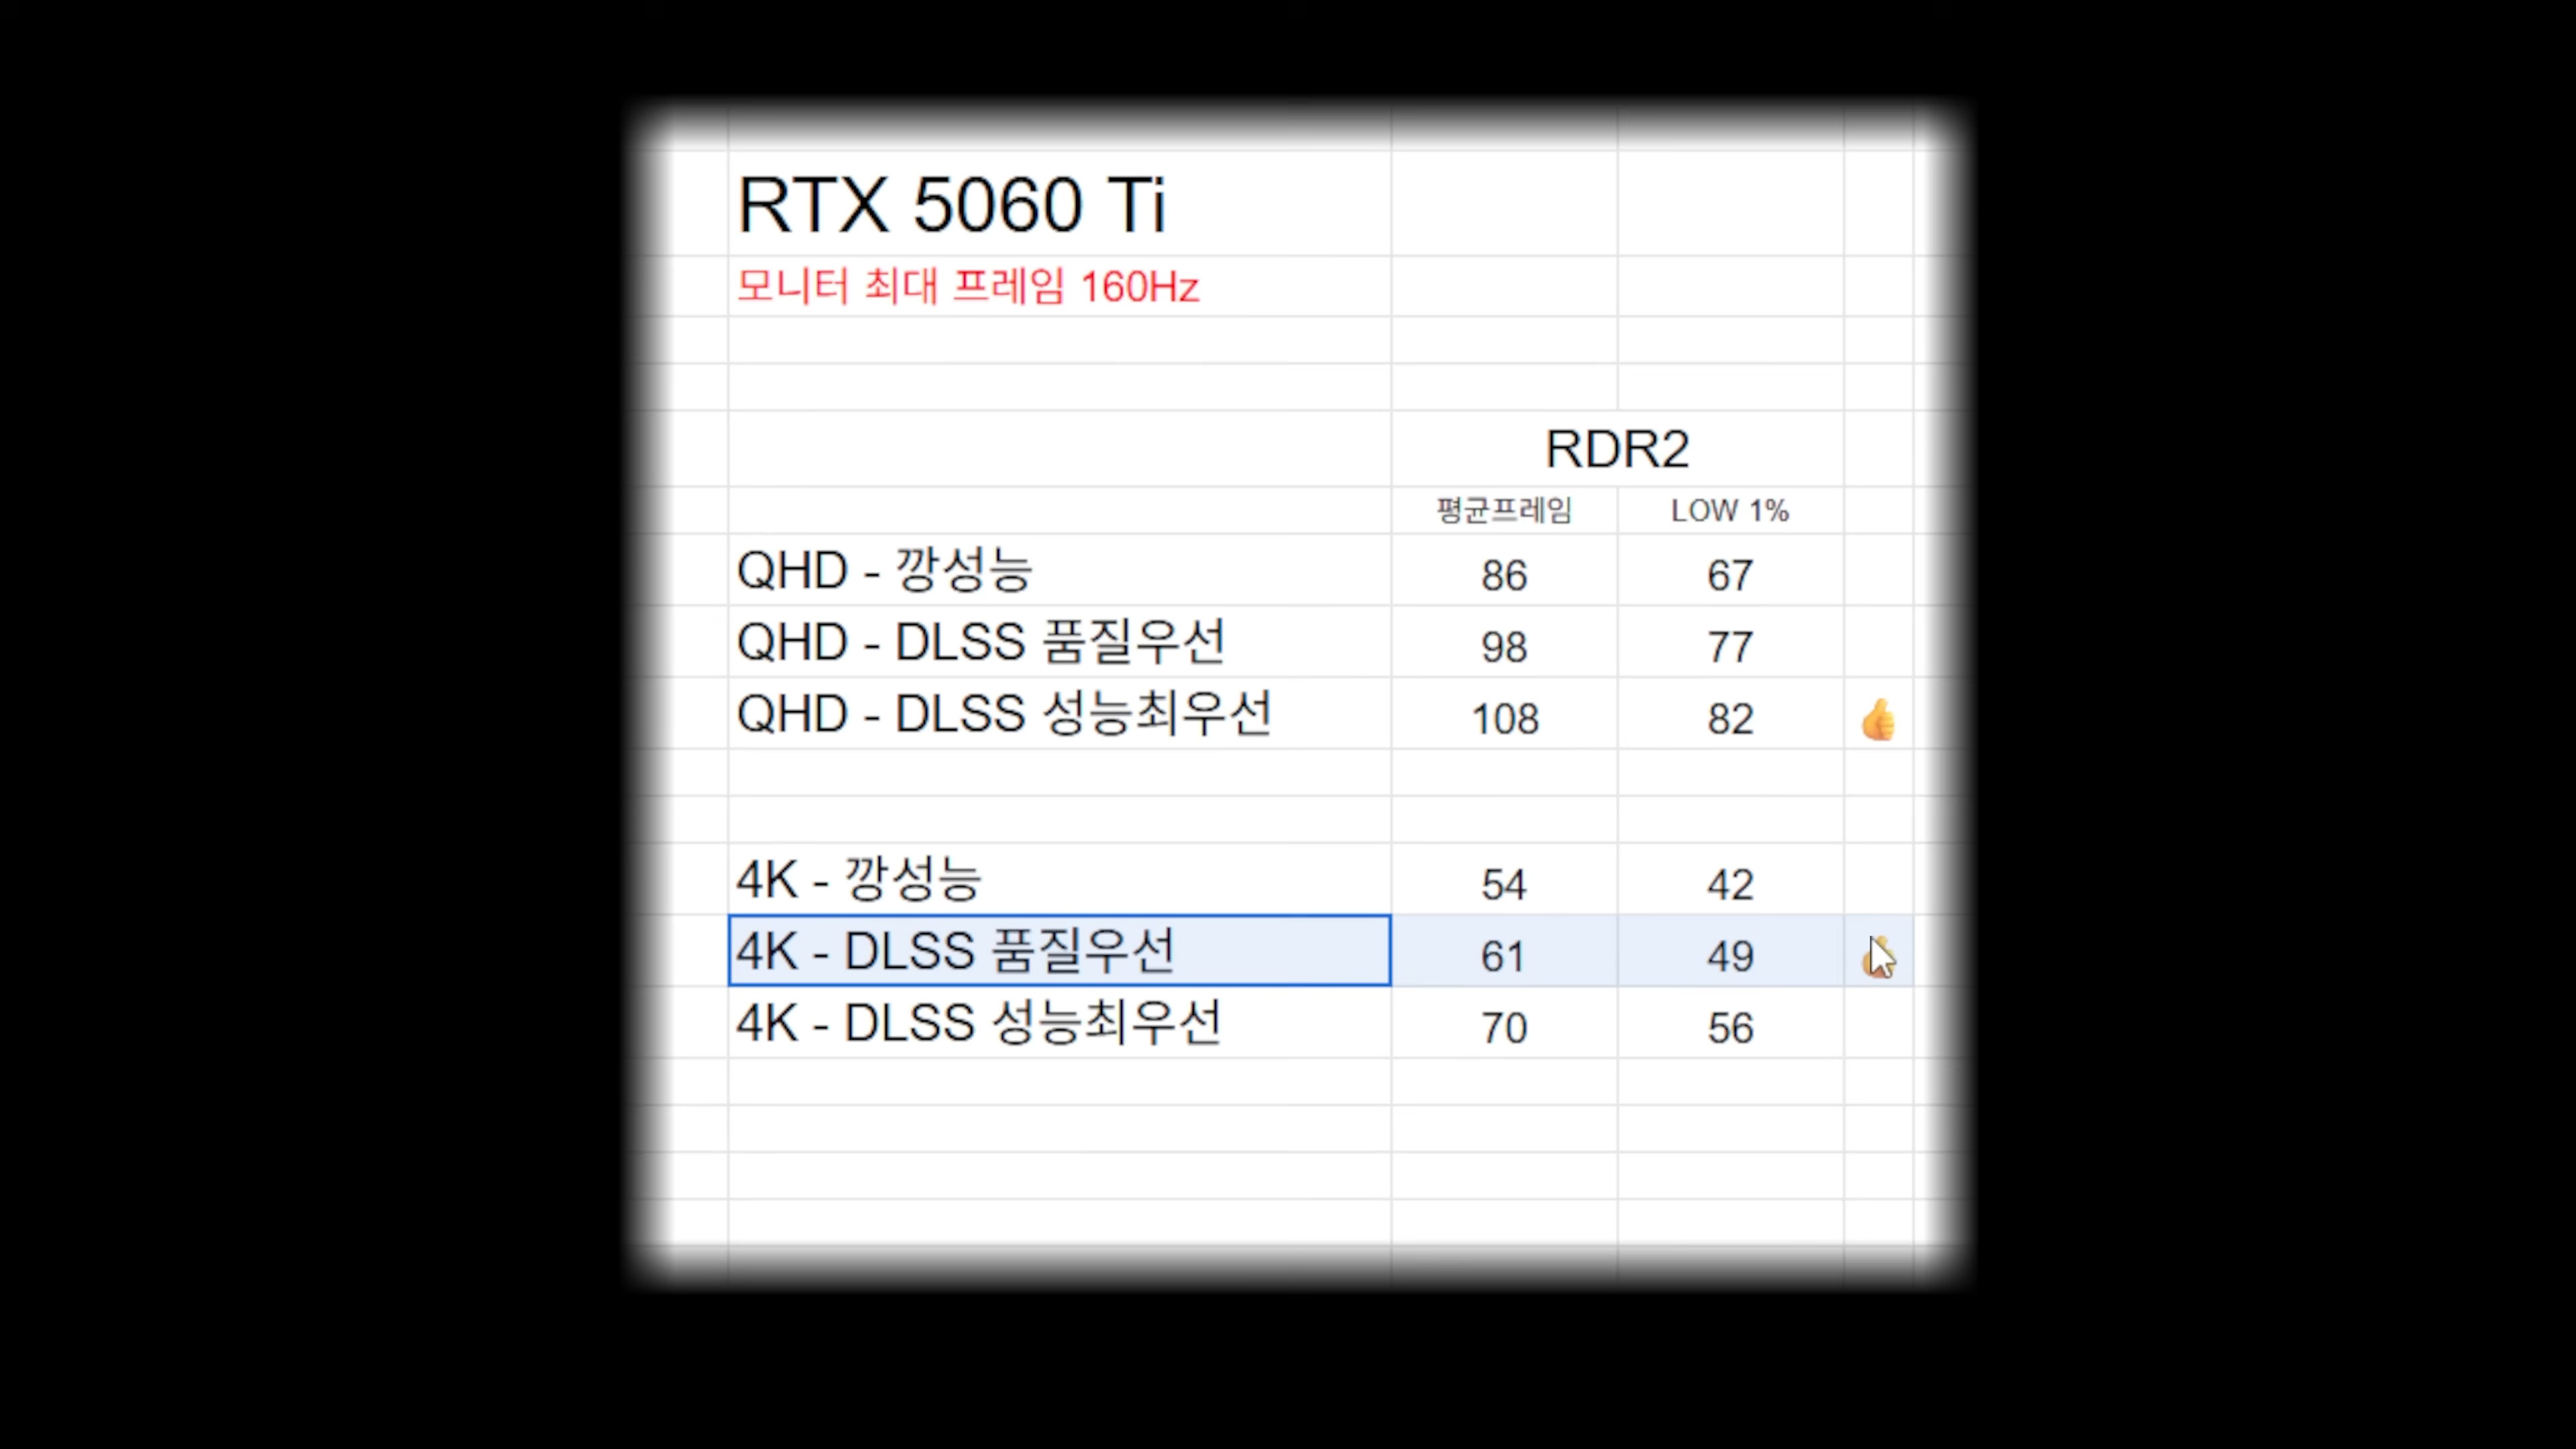 RTX 5060 Ti
모니터 최대 프레임 160Hz
RDR2
평균프레임 LOW 1%
QHD - 깡성능 86 67
QHD - DLSS 품질우선 98 77
QHD - DLSS 성능최우선 108 82 👍
4K - 깡성능 54 42
4K - DLSS 품질우선 61 49
4K - DLSS 성능최우선 70 56